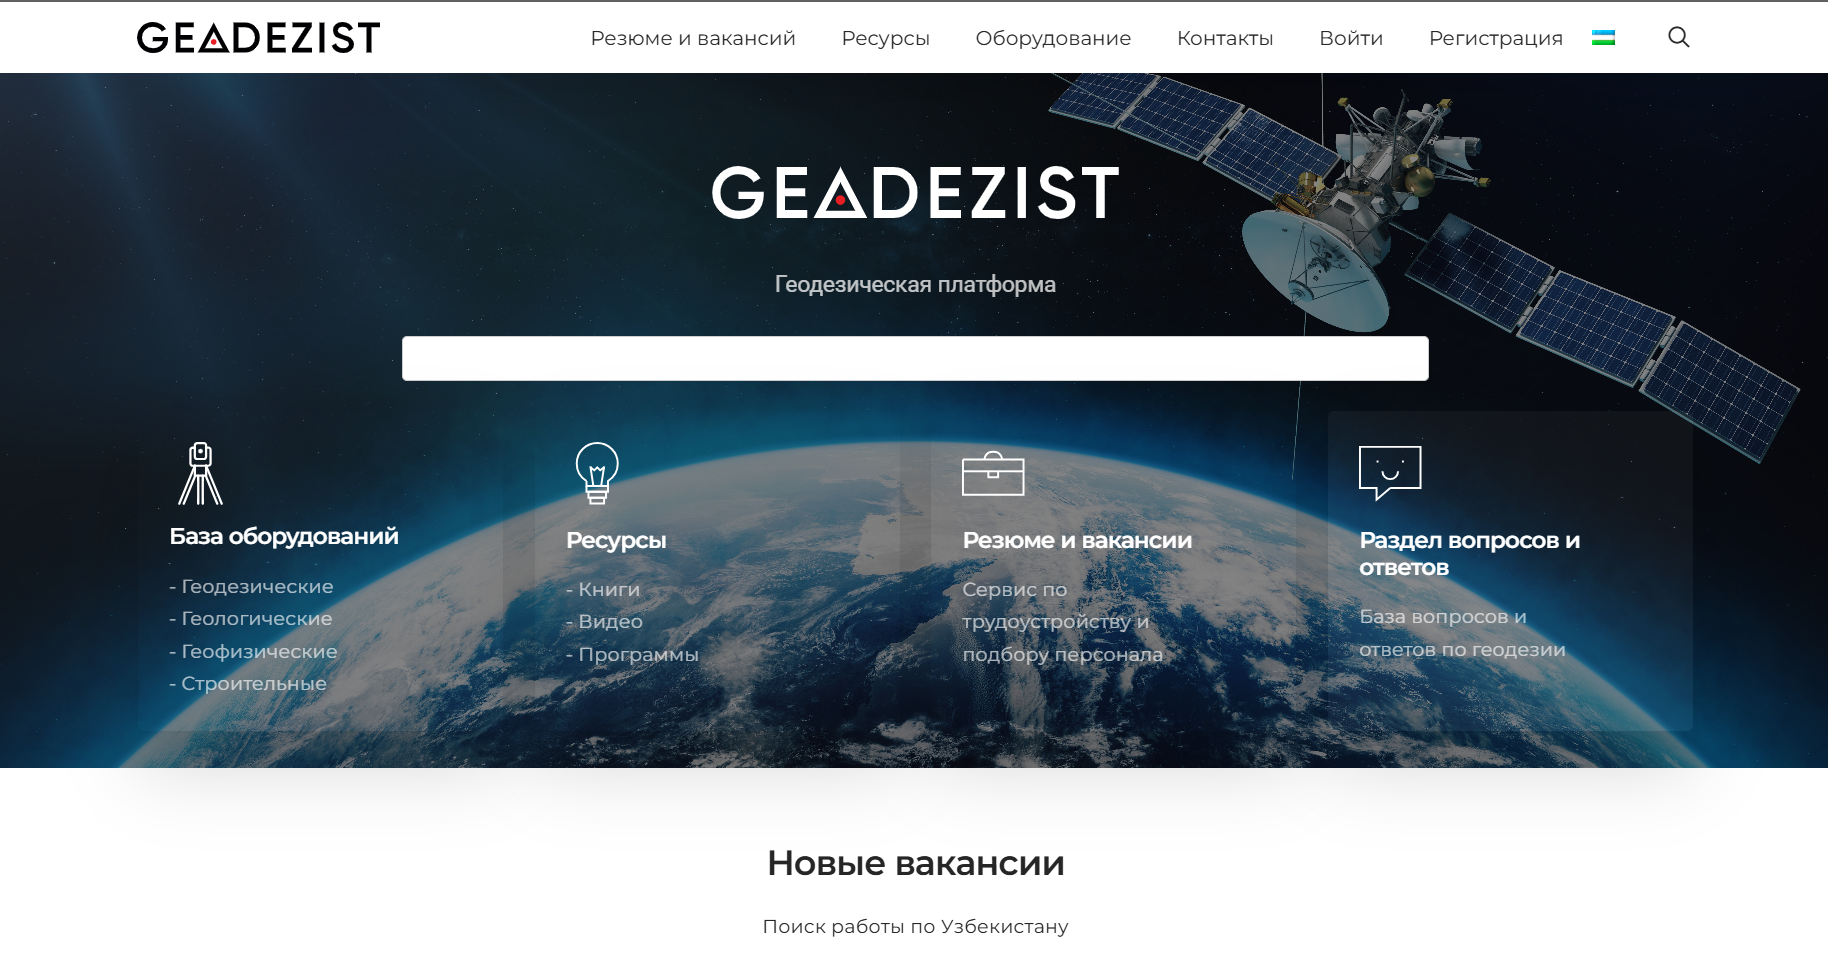 GEADEZIST
Резюме и вакансий
Ресурсы
Оборудование
Контакты
Войти
Регистрация
GEADEZIST
Геодезическая платформа
База оборудований
- Геодезические
- Геологические
- Геофизические
- Строительные
Ресурсы
- Книги
- Видео
- Программы
Резюме и вакансии
Сервис по
трудоустройству и
подбору персонала
Раздел вопросов и
ответов
База вопросов и
ответов по геодезии
Новые вакансии
Поиск работы по Узбекистану